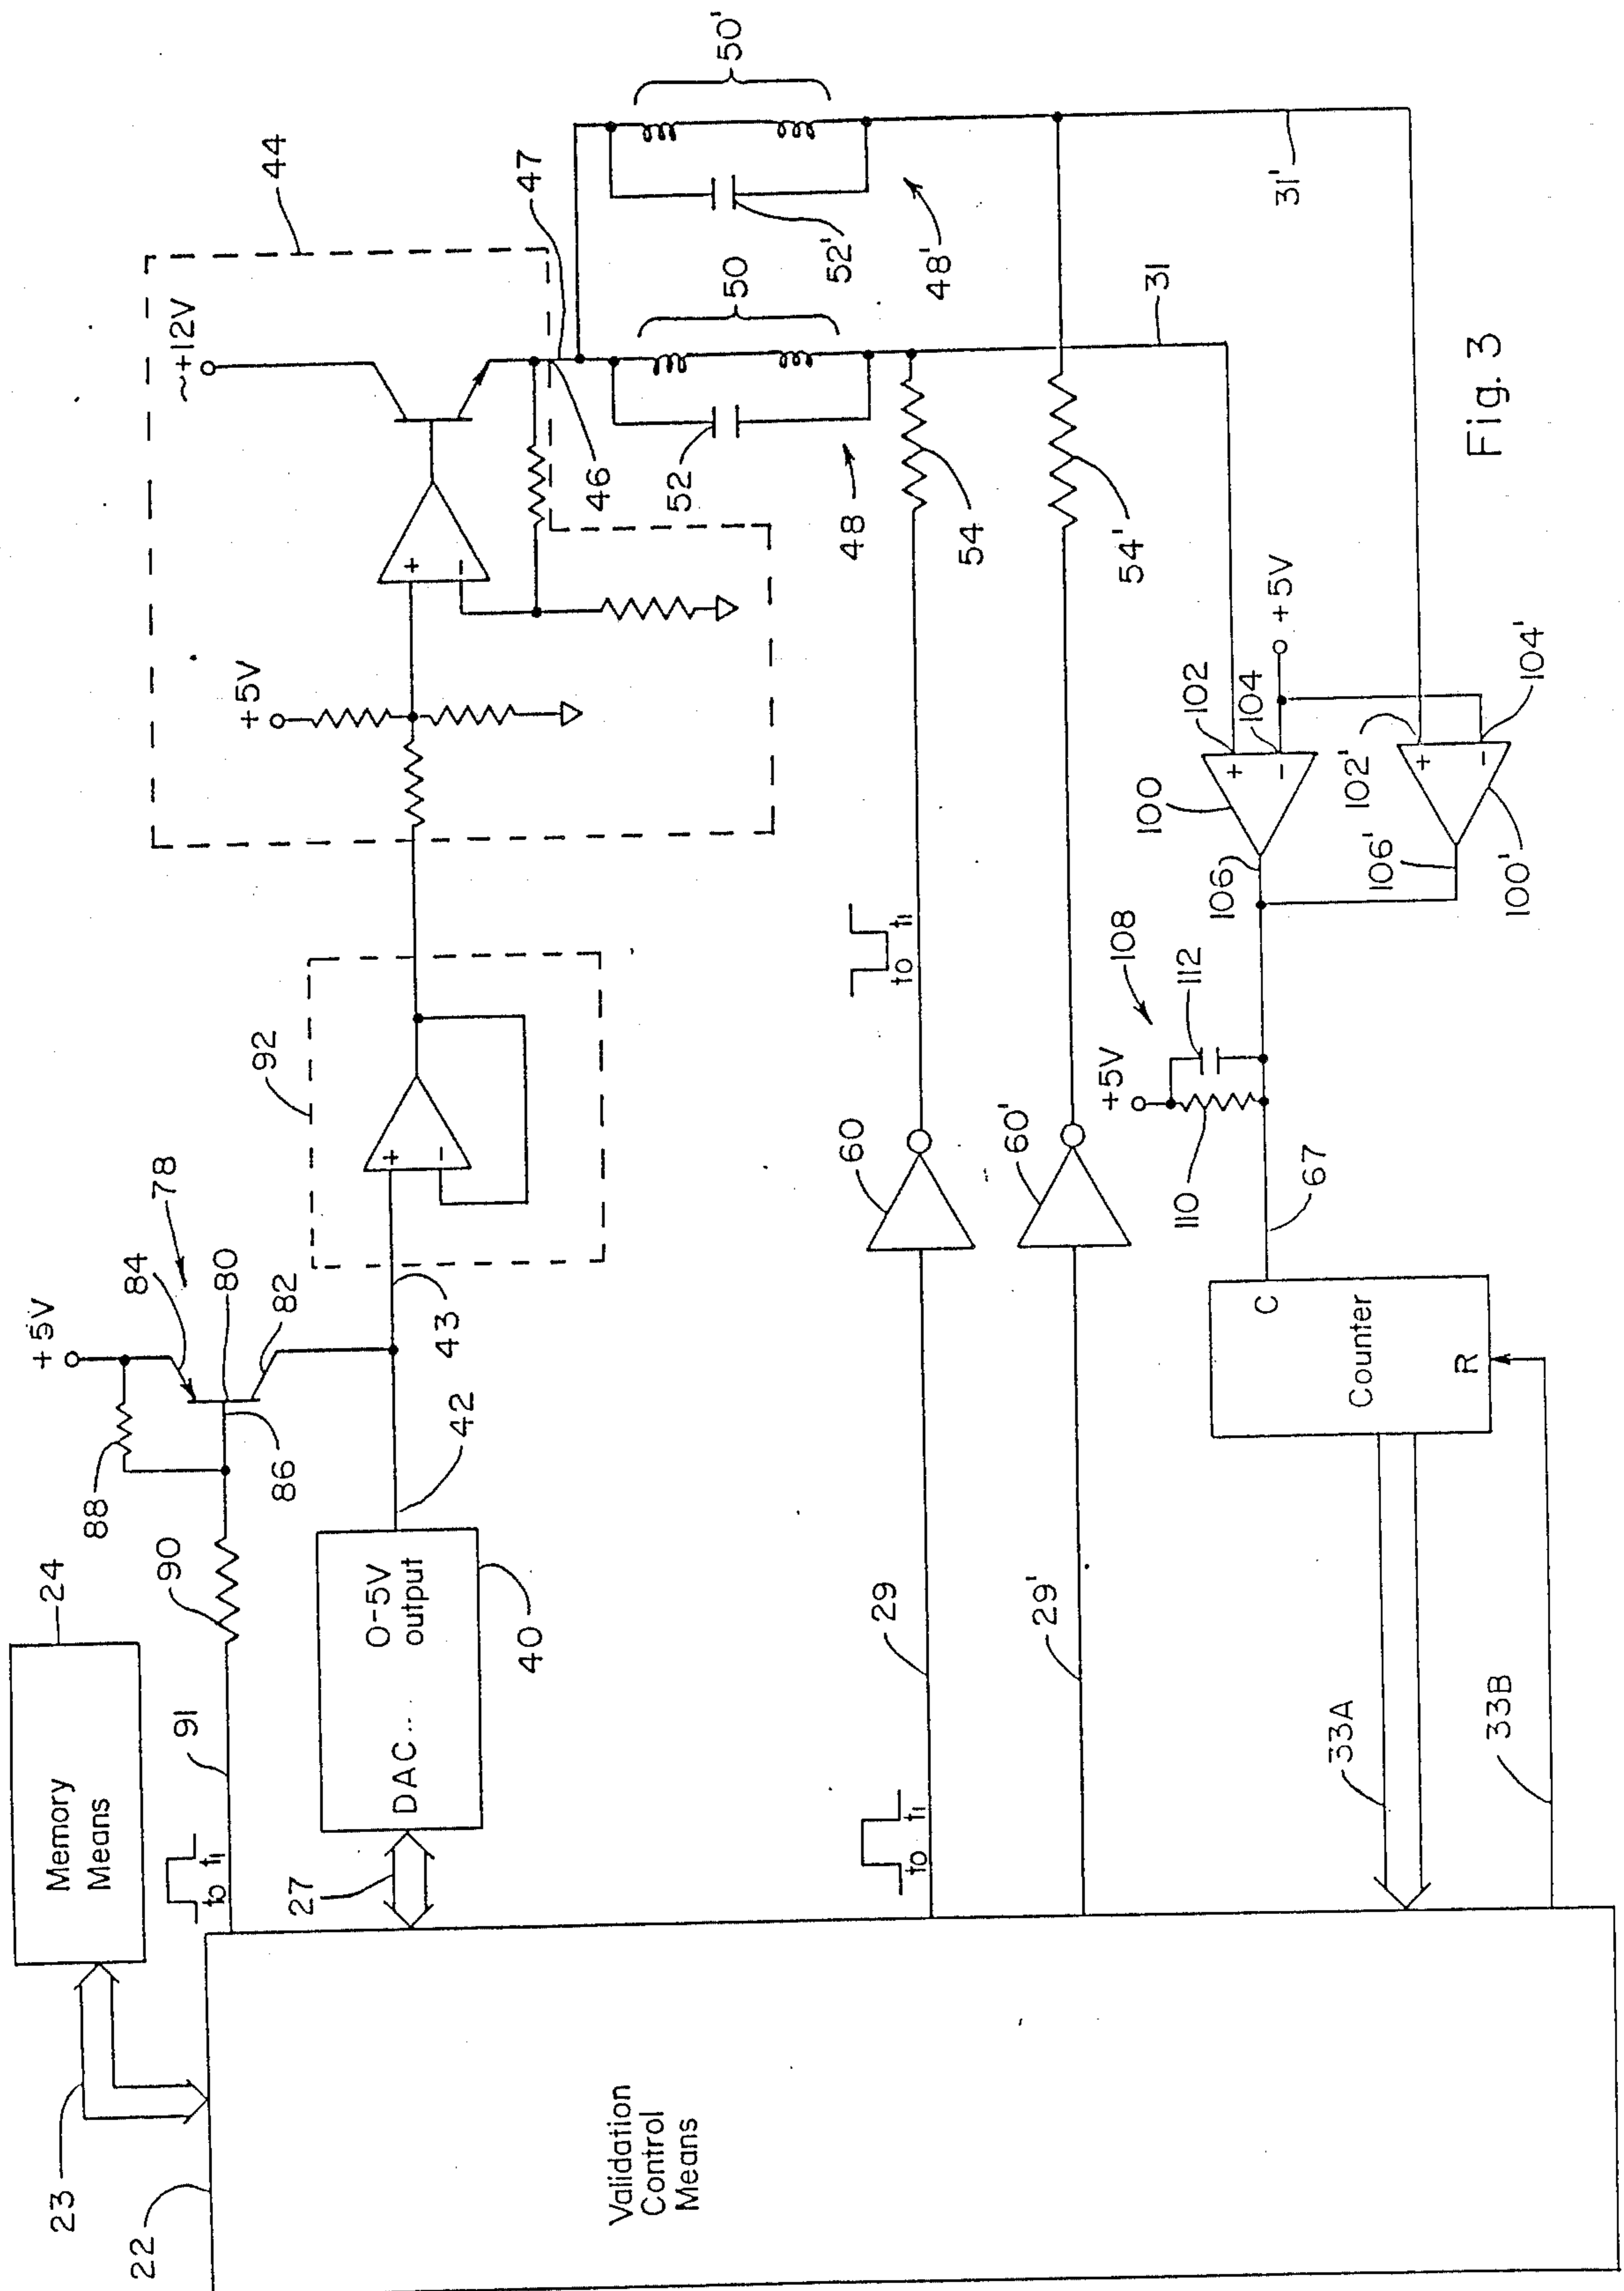 24
Memory
Means
23
22
t0 t1
91
90
88
86
+5V
84
78
80
82
27
DAC...
0-5V
output
40
42
43
92
+5V
~+12V
44
47
46
50
50'
52
52'
48
48'
54
54'
31
31'
t0 t1
29
60
t0 t1
29'
60'
Validation
Control
Means
33A
33B
Counter
C
R
67
110
+5V
108
112
106
106'
100
100'
102
104
+5V
102'
104'
+
-
+
-
+
-
+
-
Fig. 3